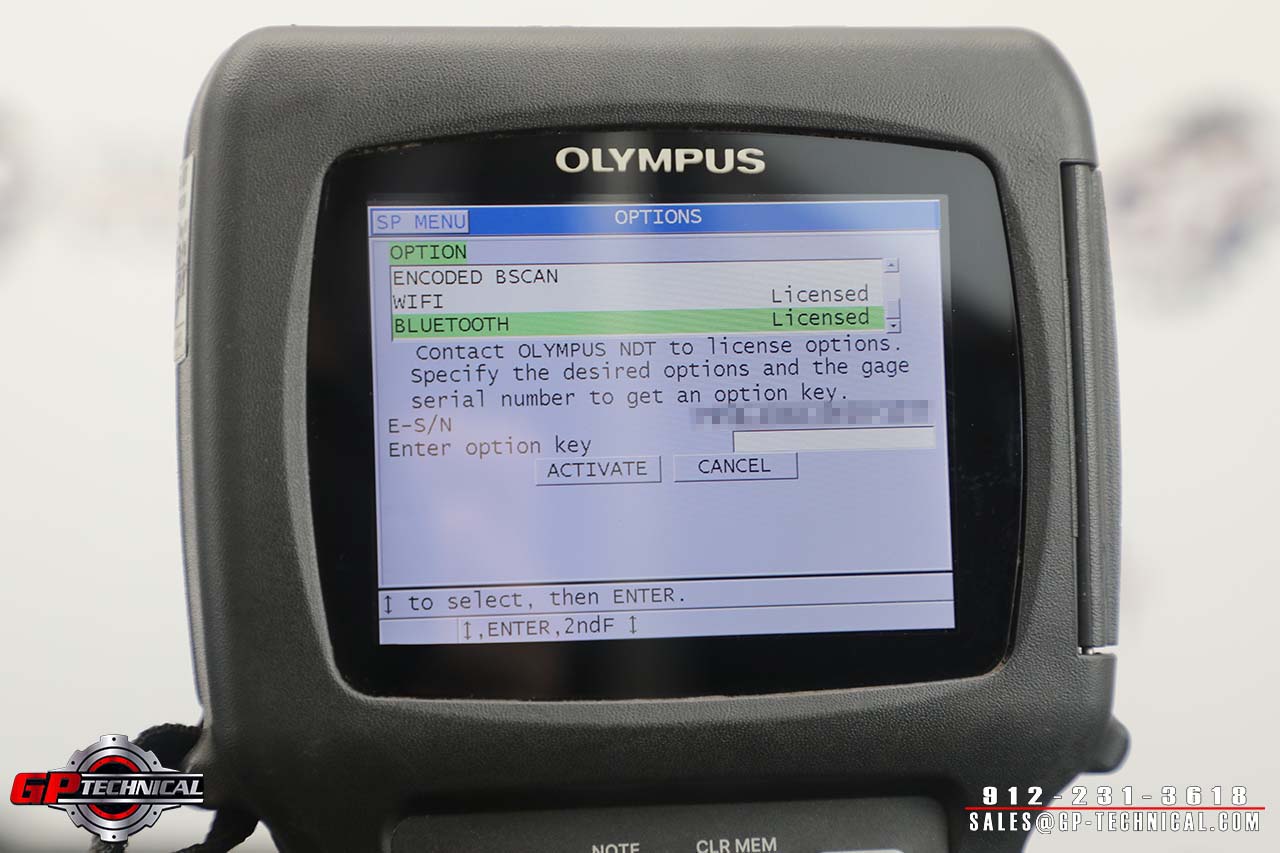 OLYMPUS
SP MENU OPTIONS
OPTION
ENCODED BSCAN
WIFI Licensed
BLUETOOTH Licensed
Contact OLYMPUS NDT to license options.
Specify the desired options and the gage
serial number to get an option key.
E-S/N
Enter option key
ACTIVATE CANCEL
↕ to select, then ENTER.
↕,ENTER,2ndF ↕
NOTE CLR MEM
GP TECHNICAL
912-231-3618
SALES@GP-TECHNICAL.COM